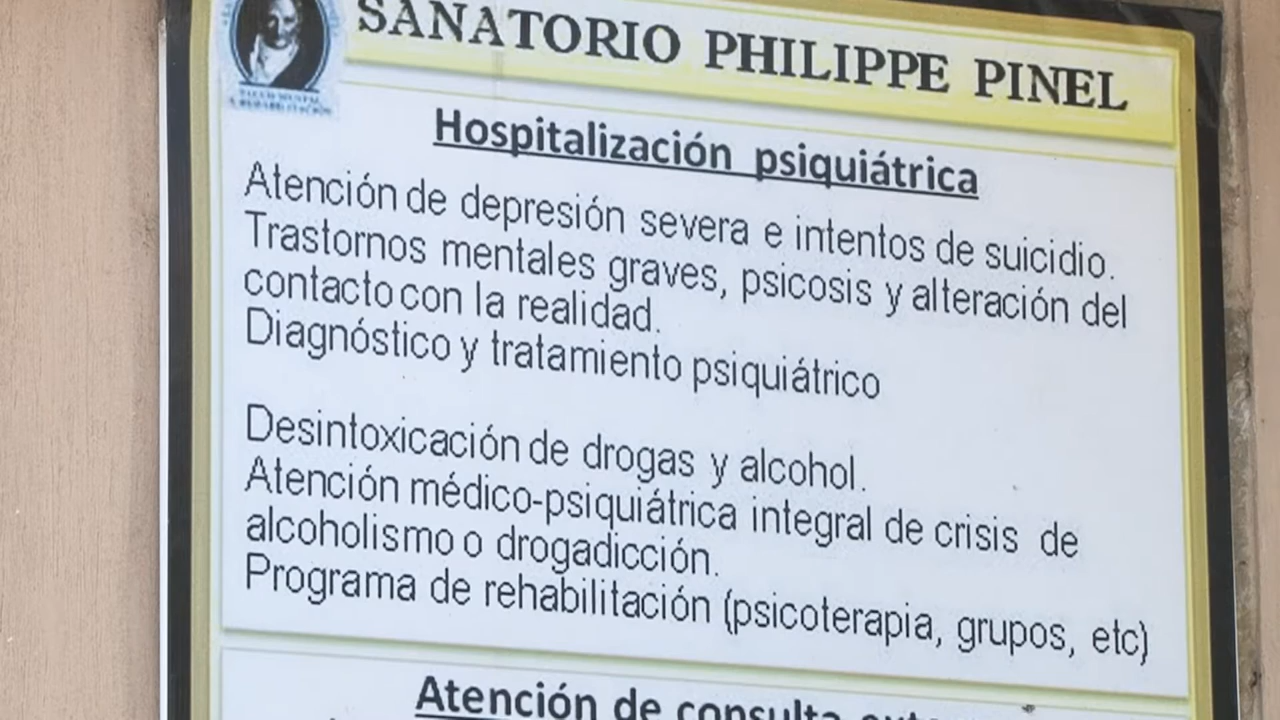 SANATORIO PHILIPPE PINEL
Hospitalización psiquiátrica
Atención de depresión severa e intentos de suicidio.
Trastornos mentales graves, psicosis y alteración del
contacto con la realidad.
Diagnóstico y tratamiento psiquiátrico
Desintoxicación de drogas y alcohol.
Atención médico-psiquiátrica integral de crisis de
alcoholismo o drogadicción.
Programa de rehabilitación (psicoterapia, grupos, etc)
Atención de consulta